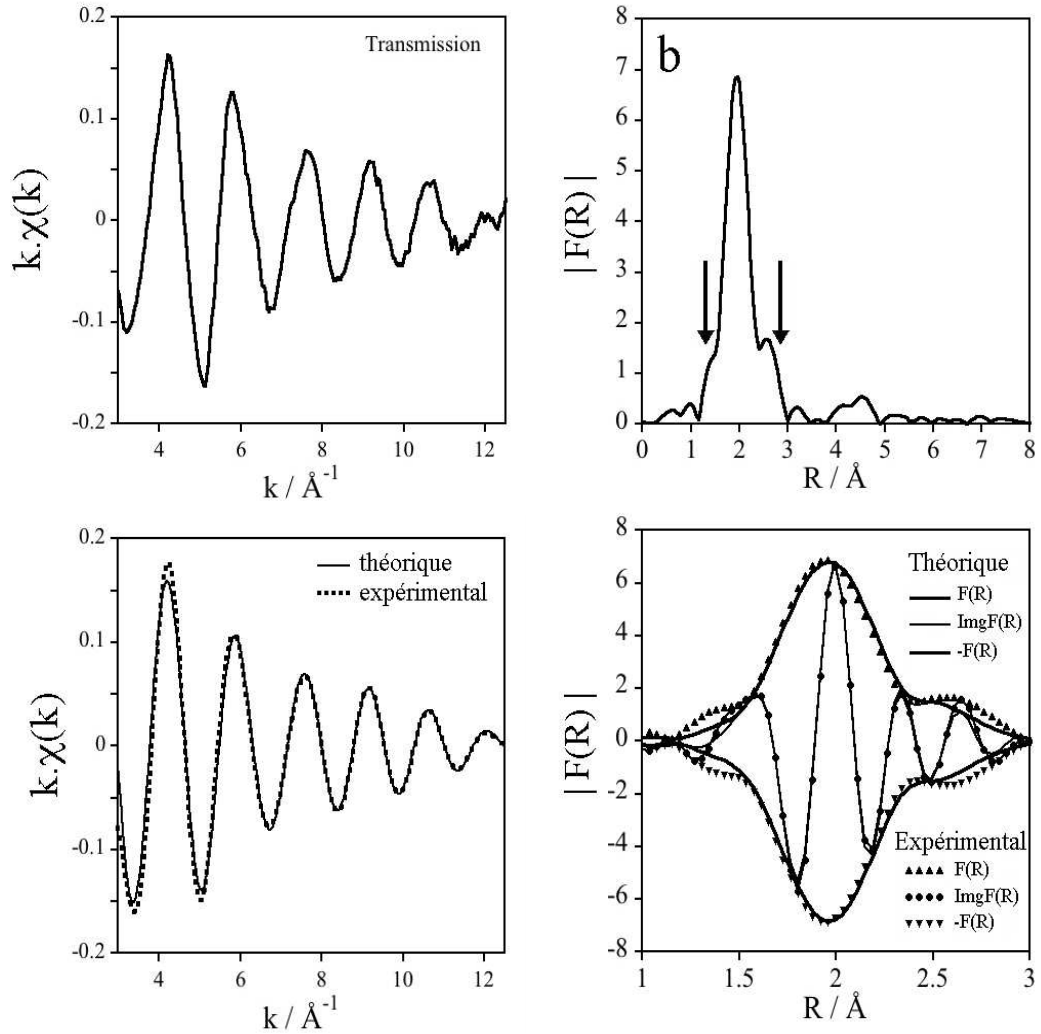 0.2
0.1
0
-0.1
-0.2
k.χ(k)
Transmission
4
6
8
10
12
k / Å⁻¹
8
7
6
5
4
3
2
1
0
|F(R)|
b
0
1
2
3
4
5
6
7
8
R / Å
0.2
0.1
0
-0.1
-0.2
k.χ(k)
théorique
expérimental
4
6
8
10
12
k / Å⁻¹
8
6
4
2
0
-2
-4
-6
-8
|F(R)|
Théorique
F(R)
ImgF(R)
-F(R)
Expérimental
F(R)
ImgF(R)
-F(R)
1
1.5
2
2.5
3
R / Å